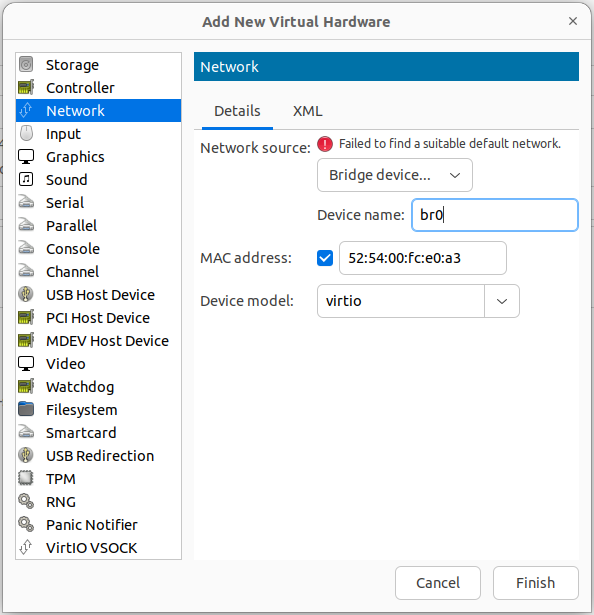 Add New Virtual Hardware
Storage
Controller
Network
Input
Graphics
Sound
Serial
Parallel
Console
Channel
USB Host Device
PCI Host Device
MDEV Host Device
Video
Watchdog
Filesystem
Smartcard
USB Redirection
TPM
RNG
Panic Notifier
VirtIO VSOCK
Network
Details XML
Network source: Failed to find a suitable default network.
Bridge device...
Device name: br0
MAC address: 52:54:00:fc:e0:a3
Device model: virtio
Cancel Finish